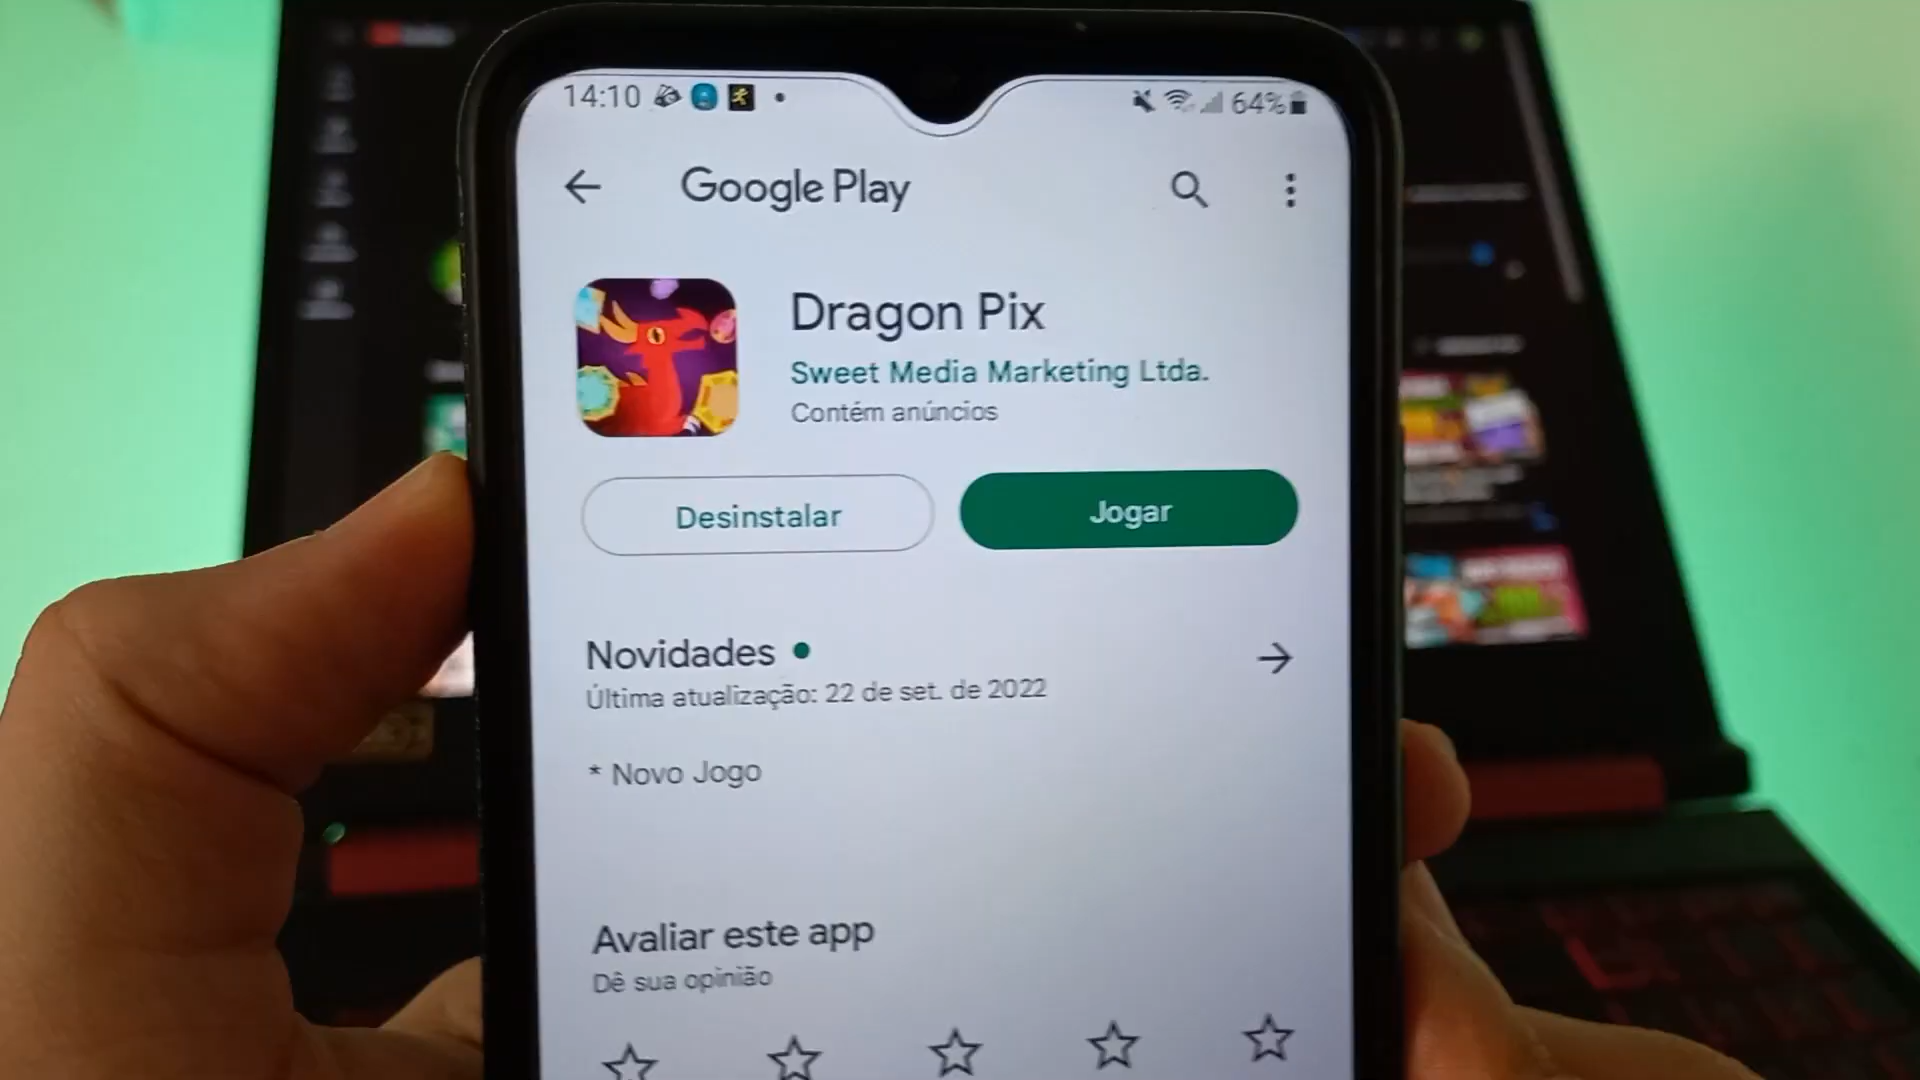 14:10
64%
Google Play
Dragon Pix
Sweet Media Marketing Ltda.
Contém anúncios
Desinstalar
Jogar
Novidades
Última atualização: 22 de set. de 2022
* Novo Jogo
Avaliar este app
Dê sua opinião